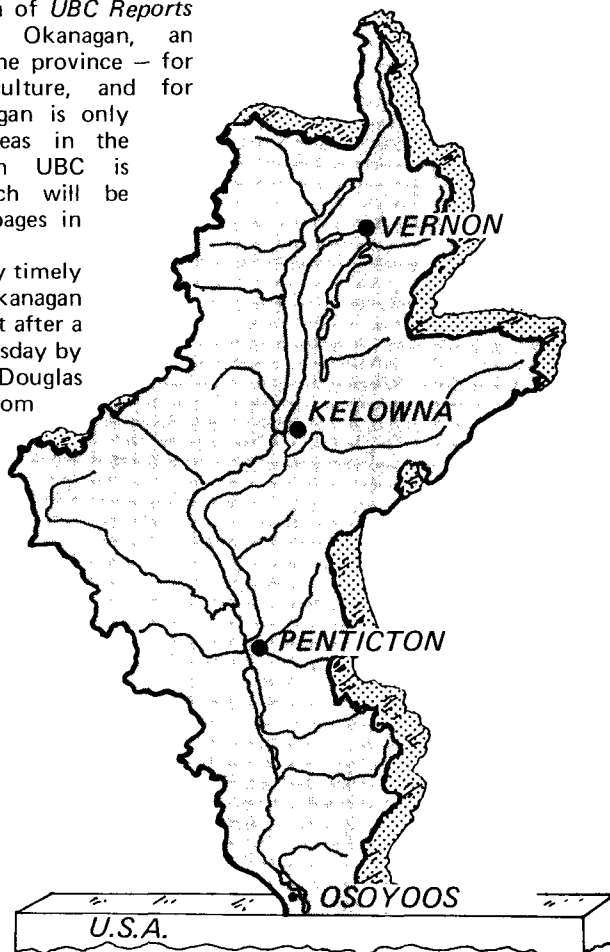 n of UBC Reports
Okanagan, an
he province — for
culture, and for
gan is only
eas in the
n UBC is
ch will be
pages in
y timely
kanagan
t after a
sday by
Douglas
om
VERNON
KELOWNA
PENTICTON
OSOYOOS
U.S.A.